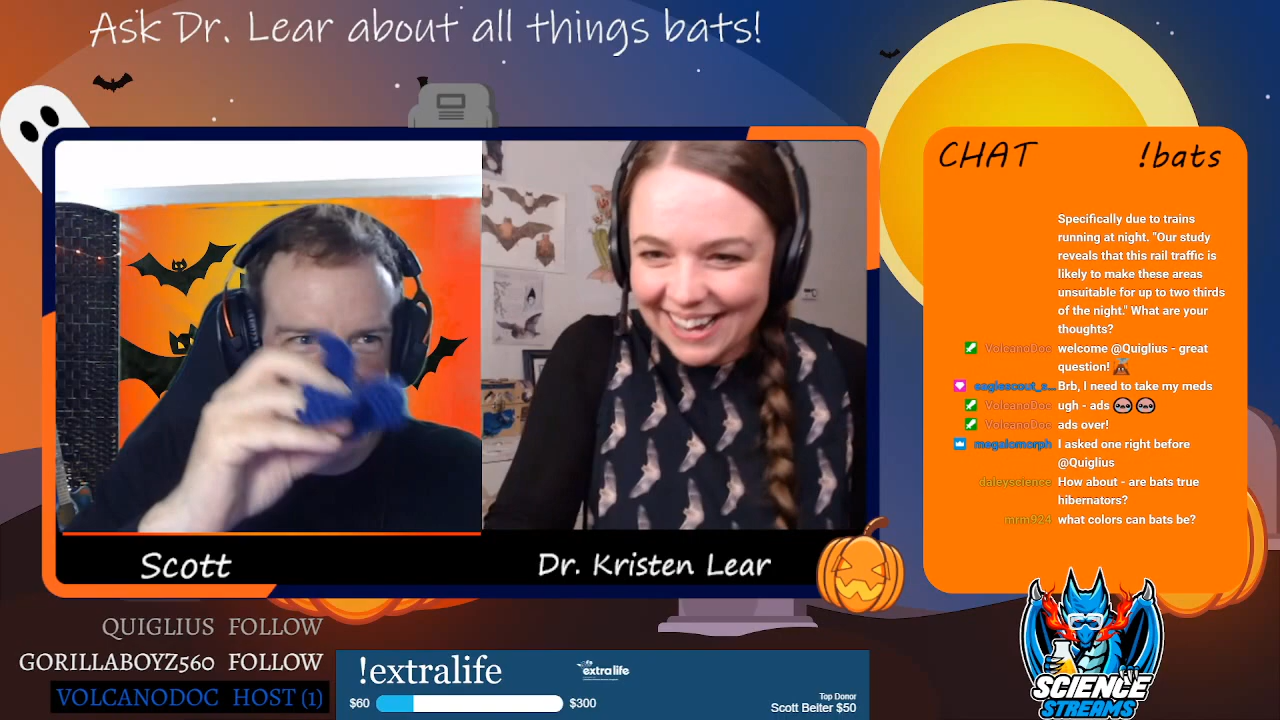 Ask Dr. Lear about all things bats!
CHAT !bats
Specifically due to trains
running at night. "Our study
reveals that this rail traffic is
likely to make these areas
unsuitable for up to two thirds
of the night." What are your
thoughts?
VolcanoDoc welcome @Quiglius - great
question!
eaglescout_s... Brb, I need to take my meds
VolcanoDoc ugh - ads
VolcanoDoc ads over!
megalomorph I asked one right before
@Quiglius
daleyscience How about - are bats true
hibernators?
mrm924 what colors can bats be?
Scott
Dr. Kristen Lear
QUIGLIUS FOLLOW
GORILLABOYZ560 FOLLOW
VOLCANODOC HOST (1)
!extralife
extralife
$60
$300
Top Donor
Scott Belter $50
SCIENCE
STREAMS